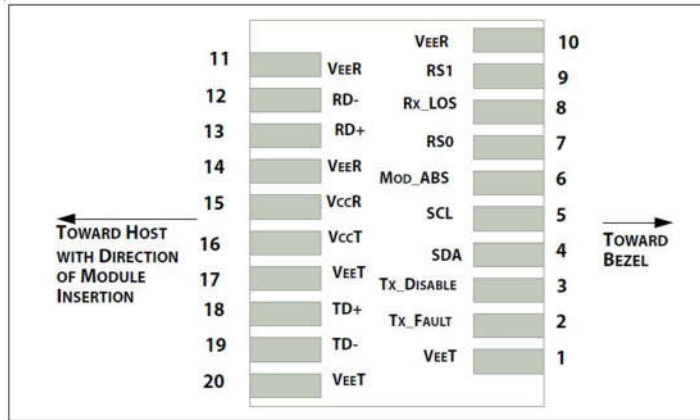 11 VEER
12 RD-
13 RD+
14 VEER
15 VCCR
16 VCCT
17 VEET
18 TD+
19 TD-
20 VEET
TOWARD HOST
WITH DIRECTION
OF MODULE
INSERTION
VEER 10
RS1 9
RX_LOS 8
RS0 7
MOD_ABS 6
SCL 5
SDA 4
TX_DISABLE 3
TX_FAULT 2
VEET 1
TOWARD
BEZEL